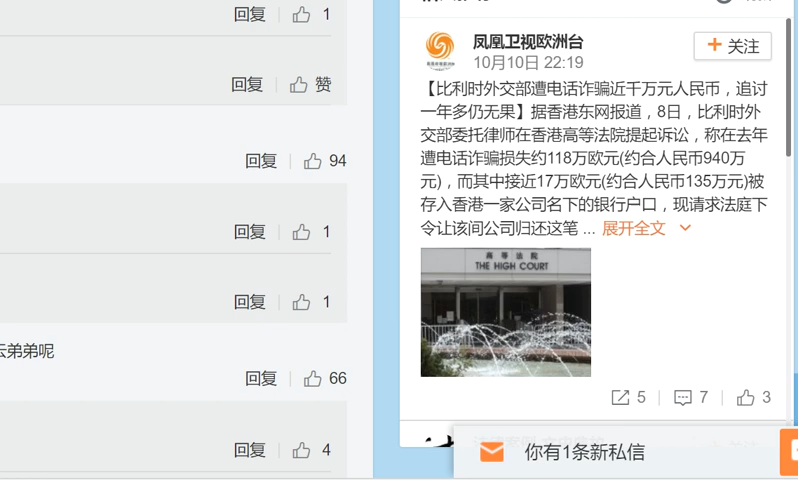 回复 1
回复 赞
回复 94
回复 1
回复 1
弟弟呢
回复 66
回复 4
凤凰卫视欧洲台
10月10日 22:19
+ 关注
【比利时外交部遭电话诈骗近千万元人民币，追讨
一年多仍无果】据香港东网报道，8日，比利时外
交部委托律师在香港高等法院提起诉讼，称在去年
遭电话诈骗损失约118万欧元(约合人民币940万
元)，而其中接近17万欧元(约合人民币135万元)被
存入香港一家公司名下的银行户口，现请求法庭下
令让该间公司归还这笔 ... 展开全文
高等法院
THE HIGH COURT
5 7 3
你有1条新私信